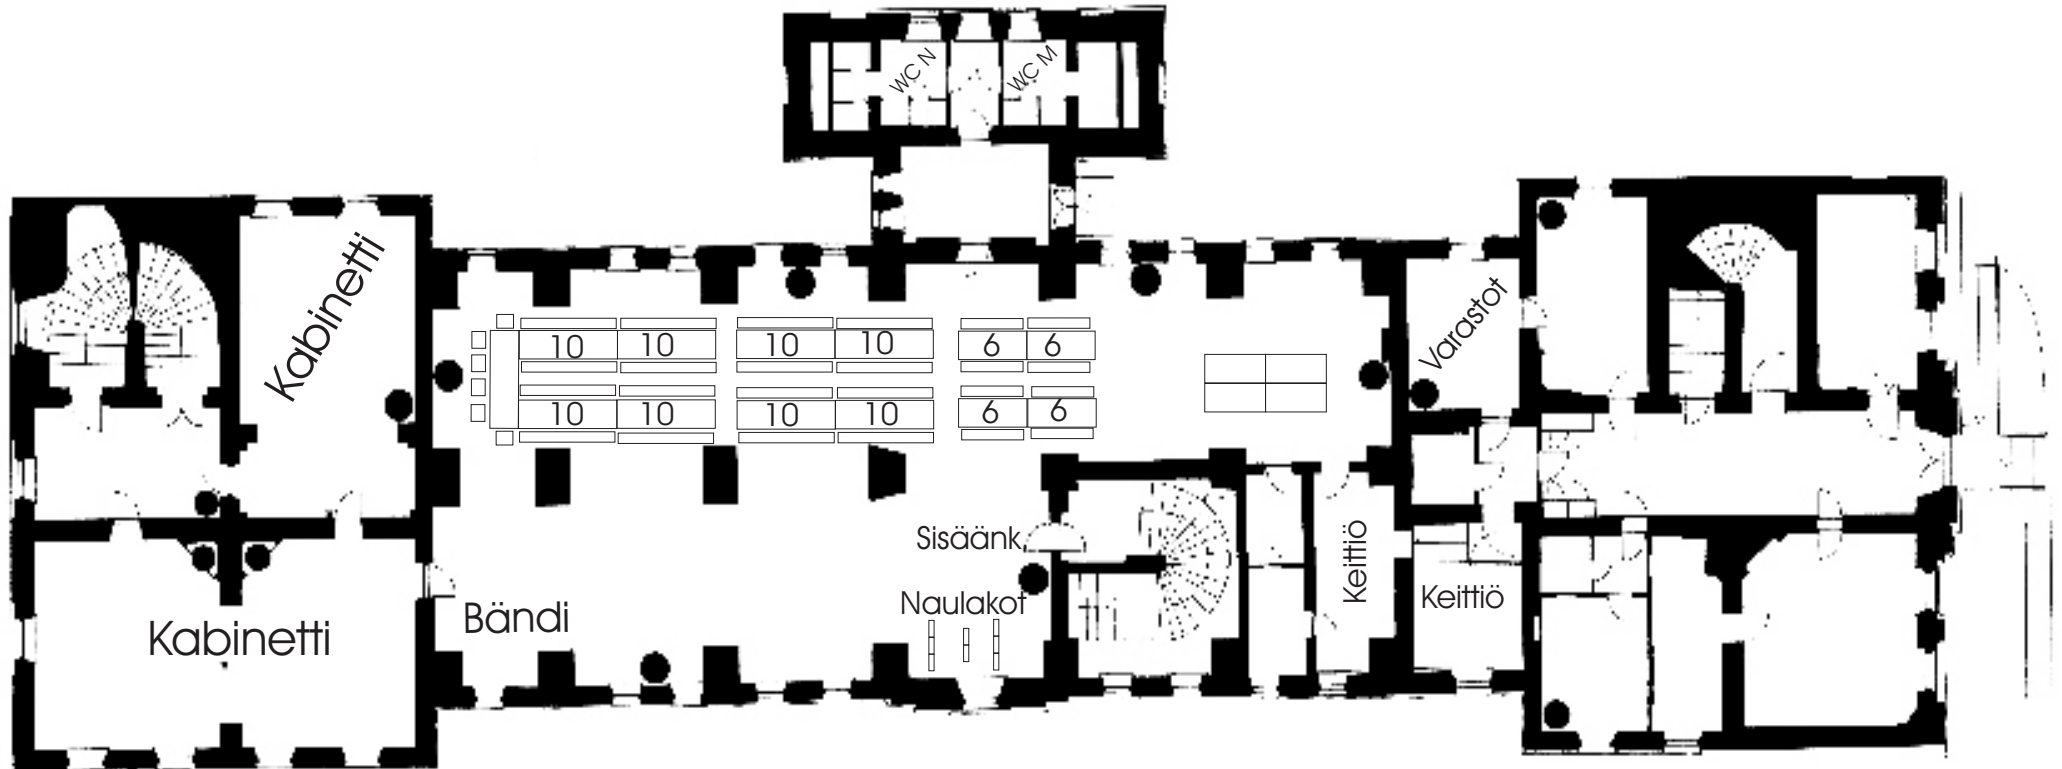 WC N
WC M
Kabinetti
Varastot
10 10 10 10 6 6
10 10 10 10 6 6
Sisäänk.
Keittiö
Keittiö
Naulakot
Bändi
Kabinetti